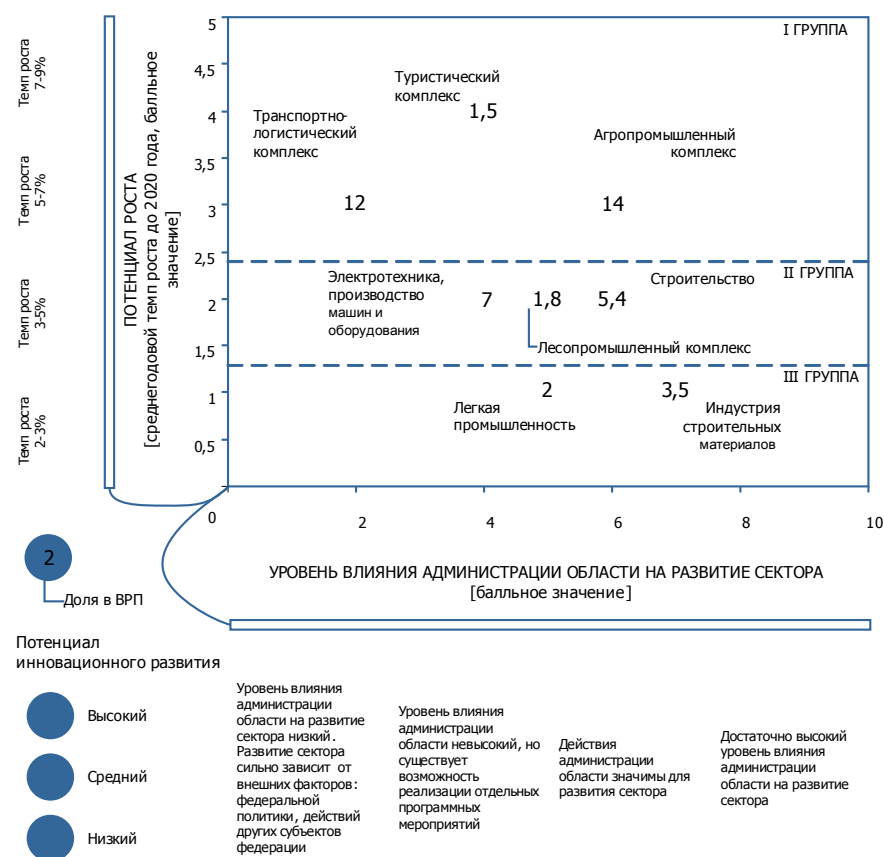 Темп роста
7-9%
Темп роста
5-7%
Темп роста
3-5%
Темп роста
2-3%
ПОТЕНЦИАЛ РОСТА
[среднегодовой темп роста до 2020 года, балльное
значение]
5
4,5
4
3,5
3
2,5
2
1,5
1
0,5
0
2
4
6
8
10
I ГРУППА
Туристический
комплекс
1,5
Транспортно-
логистический
комплекс
12
Агропромышленный
комплекс
14
II ГРУППА
Электротехника,
производство
машин и
оборудования
7
1,8
5,4
Строительство
Лесопромышленный комплекс
III ГРУППА
Легкая
промышленность
2
3,5
Индустрия
строительных
материалов
УРОВЕНЬ ВЛИЯНИЯ АДМИНИСТРАЦИИ ОБЛАСТИ НА РАЗВИТИЕ СЕКТОРА
[балльное значение]
2
Доля в ВРП
Потенциал
инновационного развития
Высокий
Средний
Низкий
Уровень влияния
администрации
области на развитие
сектора низкий.
Развитие сектора
сильно зависит от
внешних факторов:
федеральной
политики, действий
других субъектов
федерации
Уровень влияния
администрации
области невысокий, но
существует
возможность
реализации отдельных
программных
мероприятий
Действия
администрации
области значимы для
развития сектора
Достаточно высокий
уровень влияния
администрации
области на развитие
сектора